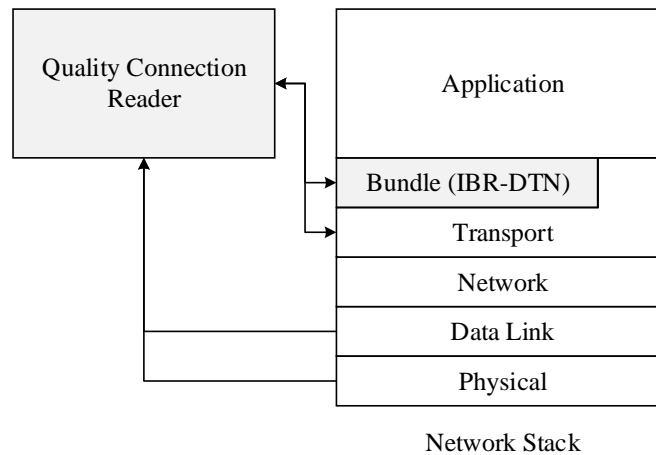 Quality Connection
Reader
Application
Bundle (IBR-DTN)
Transport
Network
Data Link
Physical
Network Stack